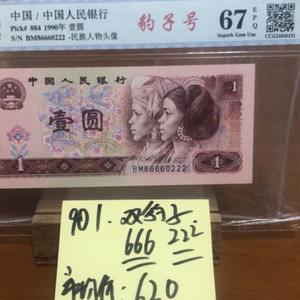 中国 / 中国人民银行
Pick# 884 1990年 壹圆
S/N BM86660222 -民族人物头像
豹子号
67 EPQ
Superb Gem Unc
中国人民银行
1
壹圆
1
BM86660222
901. 双豹子
666 222
620